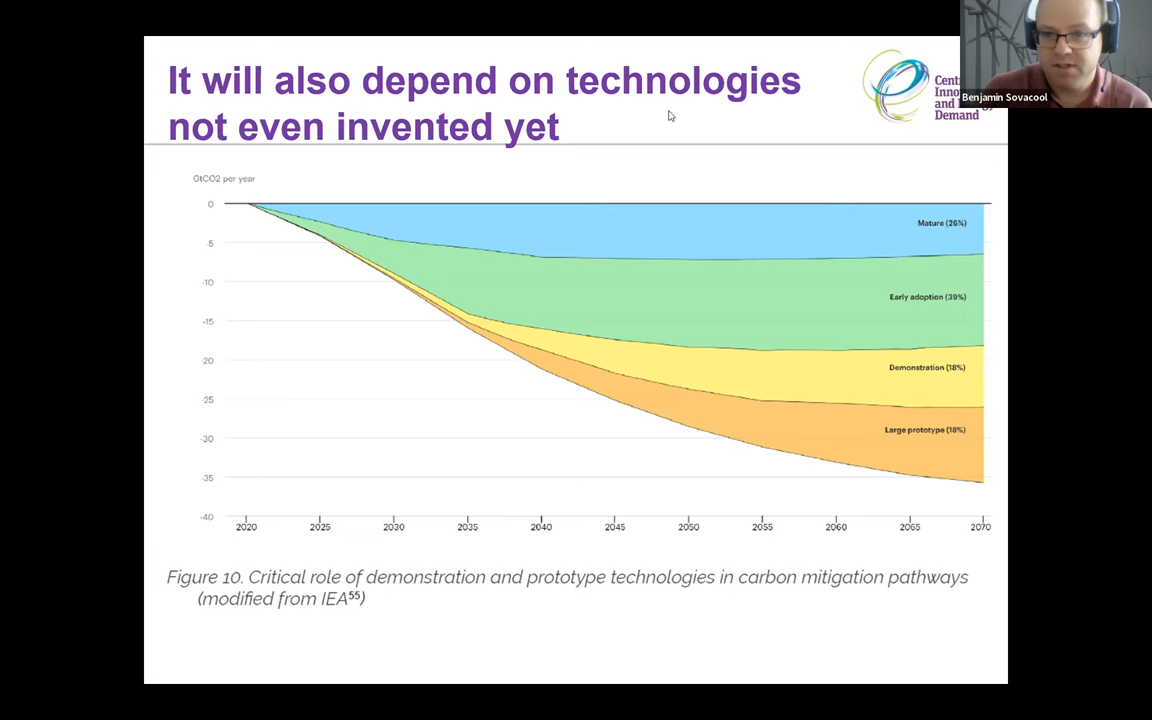 It will also depend on technologies
not even invented yet
Demand
Benjamin Sovacool
GtCO2 per year
0
-5
-10
-15
-20
-25
-30
-35
-40
Mature (26%)
Early adoption (39%)
Demonstration (18%)
Large prototype (18%)
2020 2025 2030 2035 2040 2045 2050 2055 2060 2065 2070
Figure 10. Critical role of demonstration and prototype technologies in carbon mitigation pathways
(modified from IEA55)